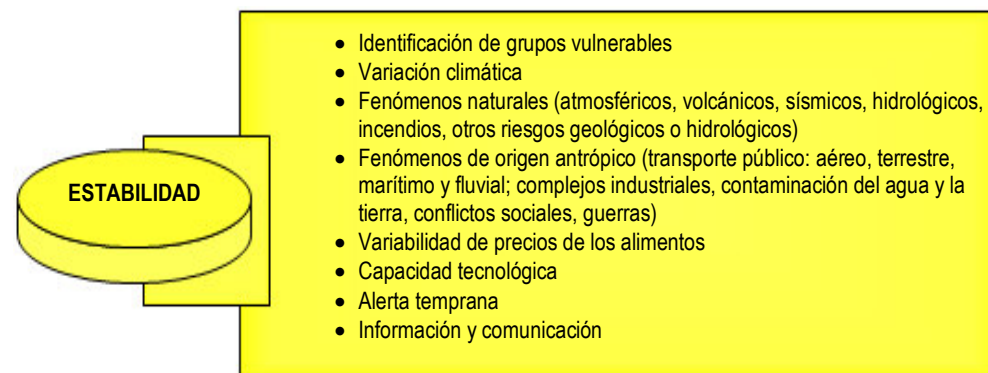 ESTABILIDAD
• Identificación de grupos vulnerables
• Variación climática
• Fenómenos naturales (atmosféricos, volcánicos, sísmicos, hidrológicos,
incendios, otros riesgos geológicos o hidrológicos)
• Fenómenos de origen antrópico (transporte público: aéreo, terrestre,
marítimo y fluvial; complejos industriales, contaminación del agua y la
tierra, conflictos sociales, guerras)
• Variabilidad de precios de los alimentos
• Capacidad tecnológica
• Alerta temprana
• Información y comunicación